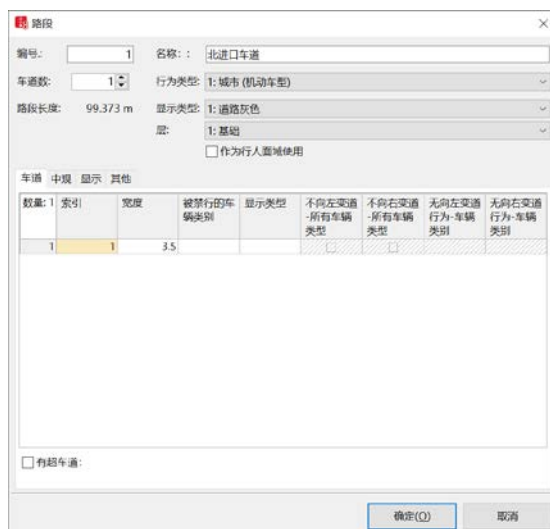 路段
编号: 1 名称: : 北进口车道
车道数: 1 行为类型: 1: 城市 (机动车型)
路段长度: 99.373 m 显示类型: 1: 道路灰色
层: 1: 基础
作为行人面域使用
车道 中观 显示 其他
数量: 1 索引 宽度 被禁行的车辆类别 显示类型 不向左变道-所有车辆类型 不向右变道-所有车辆类型 无向左变道行为-车辆类别 无向右变道行为-车辆类别
1 1 3.5
有超车道:
确定(O) 取消